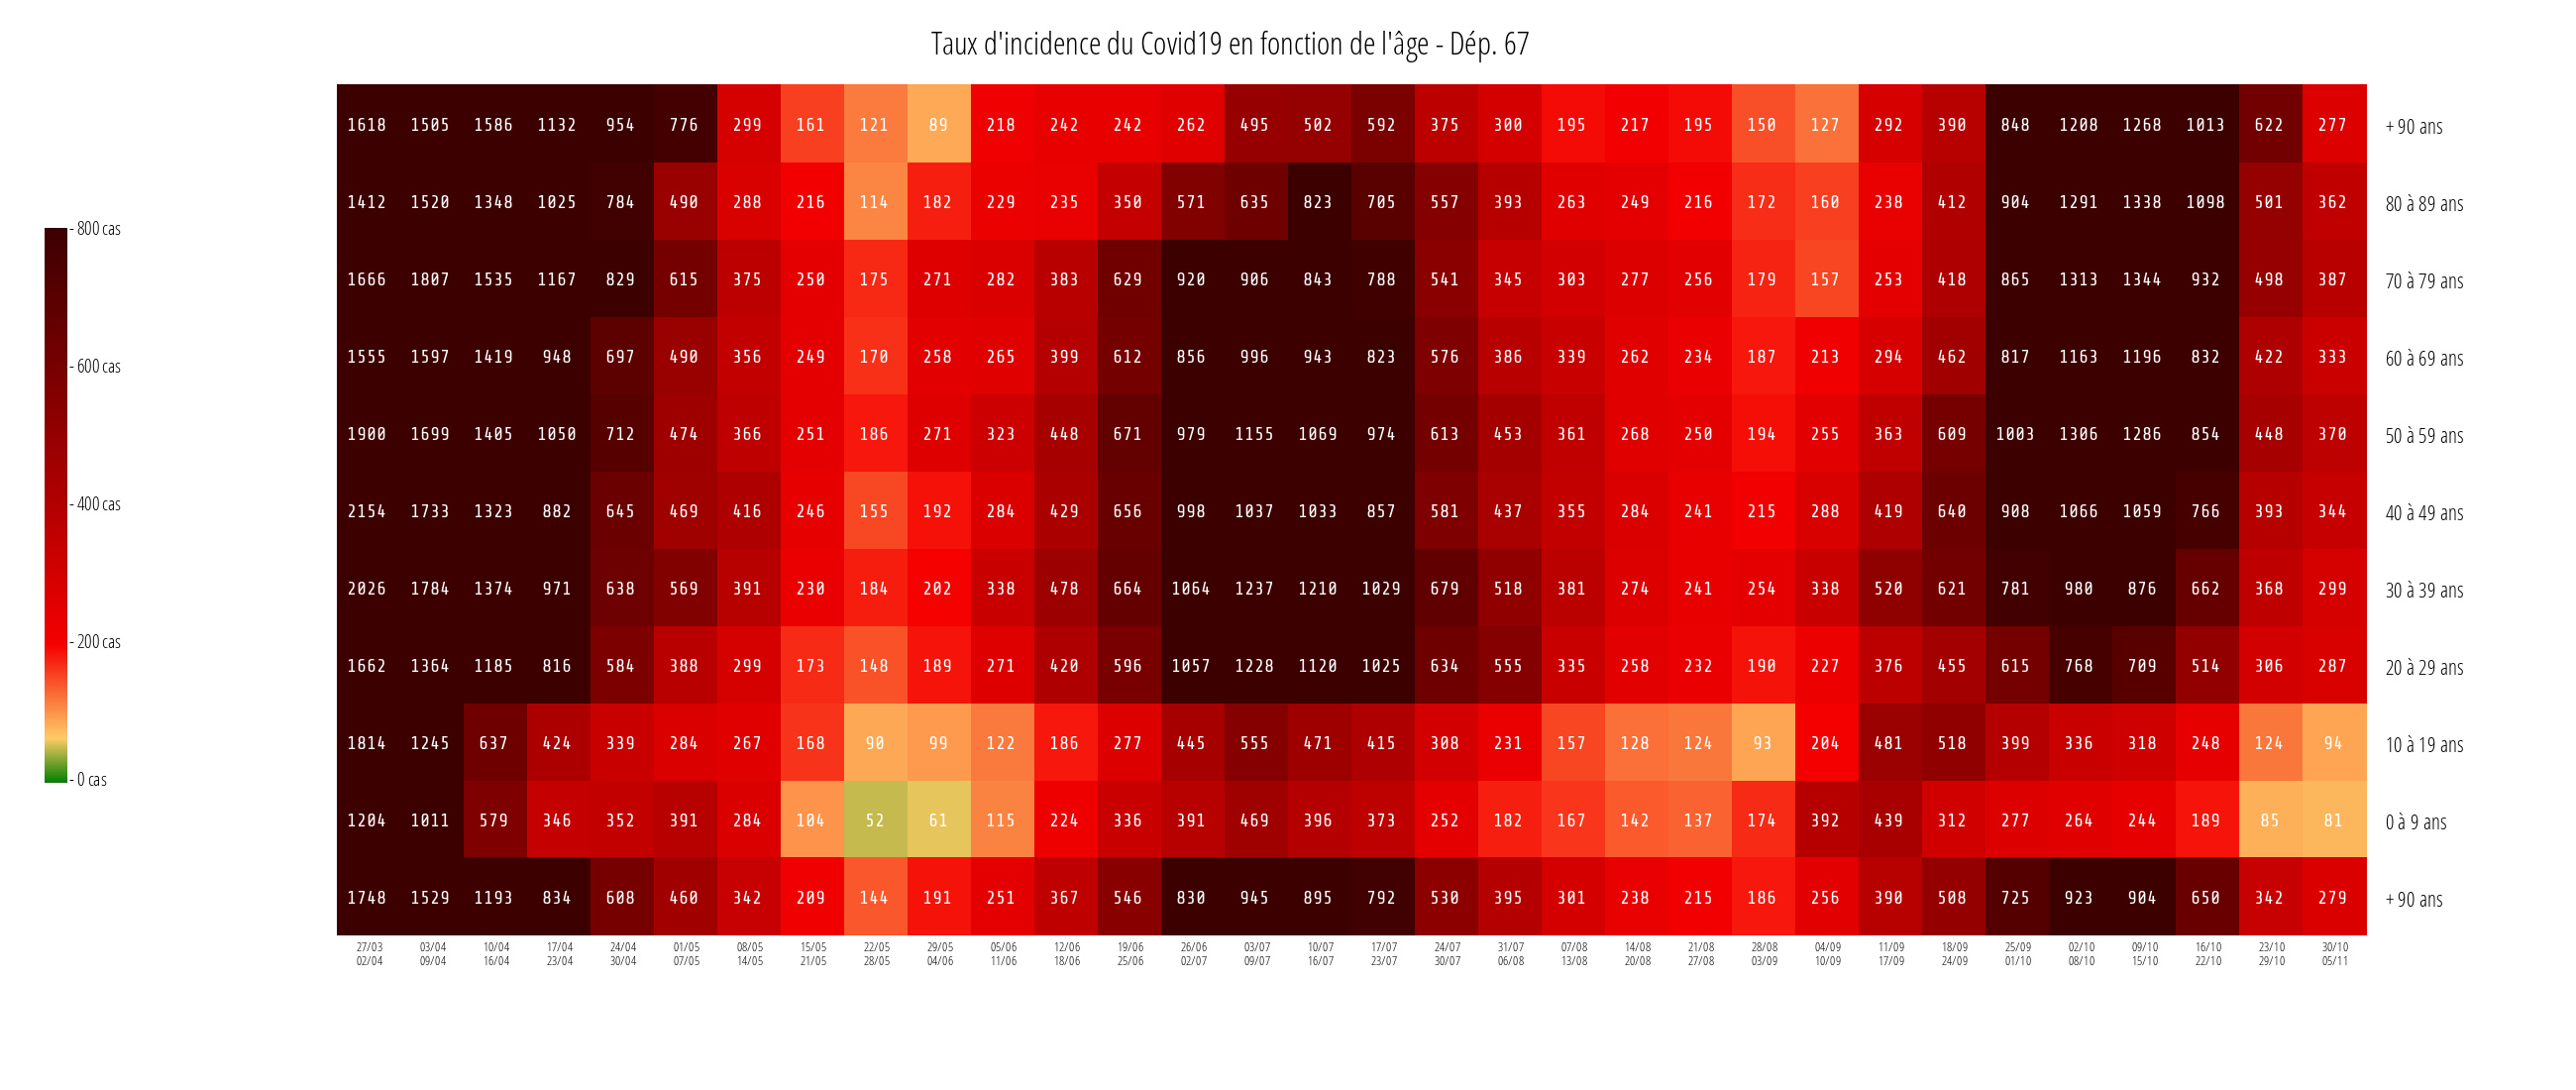 Taux d'incidence du Covid19 en fonction de l'âge - Dép. 67
1618 1505 1586 1132 954 776 299 161 121 89 218 242 242 262 495 502 592 375 300 195 217 195 150 127 292 390 848 1208 1268 1013 622 277 + 90 ans
1412 1520 1348 1025 784 490 288 216 114 182 229 235 350 571 635 823 705 557 393 263 249 216 172 160 238 412 904 1291 1338 1098 501 362 80 à 89 ans
- 800 cas
1666 1807 1535 1167 829 615 375 250 175 271 282 383 629 920 906 843 788 541 345 303 277 256 179 157 253 418 865 1313 1344 932 498 387 70 à 79 ans
1555 1597 1419 948 697 490 356 249 170 258 265 399 612 856 996 943 823 576 386 339 262 234 187 213 294 462 817 1163 1196 832 422 333 60 à 69 ans
- 600 cas
1900 1699 1405 1050 712 474 366 251 186 271 323 448 671 979 1155 1069 974 613 453 361 268 250 194 255 363 609 1003 1306 1286 854 448 370 50 à 59 ans
- 400 cas
2154 1733 1323 882 645 469 416 246 155 192 284 429 656 998 1037 1033 857 581 437 355 284 241 215 288 419 640 908 1066 1059 766 393 344 40 à 49 ans
2026 1784 1374 971 638 569 391 230 184 202 338 478 664 1064 1237 1210 1029 679 518 381 274 241 254 338 520 621 781 980 876 662 368 299 30 à 39 ans
- 200 cas
1662 1364 1185 816 584 388 299 173 148 189 271 420 596 1057 1228 1120 1025 634 555 335 258 232 190 227 376 455 615 768 709 514 306 287 20 à 29 ans
1814 1245 637 424 339 284 267 168 90 99 122 186 277 445 555 471 415 308 231 157 128 124 93 204 481 518 399 336 318 248 124 94 10 à 19 ans
- 0 cas
1204 1011 579 346 352 391 284 104 52 61 115 224 336 391 469 396 373 252 182 167 142 137 174 392 439 312 277 264 244 189 85 81 0 à 9 ans
1748 1529 1193 834 608 460 342 209 144 191 251 367 546 830 945 895 792 530 395 301 238 215 186 256 390 508 725 923 904 650 342 279 + 90 ans
27/03 03/04 10/04 17/04 24/04 01/05 08/05 15/05 22/05 29/05 05/06 12/06 19/06 26/06 03/07 10/07 17/07 24/07 31/07 07/08 14/08 21/08 28/08 04/09 11/09 18/09 25/09 02/10 09/10 16/10 23/10 30/10
02/04 09/04 16/04 23/04 30/04 07/05 14/05 21/05 28/05 04/06 11/06 18/06 25/06 02/07 09/07 16/07 23/07 30/07 06/08 13/08 20/08 27/08 03/09 10/09 17/09 24/09 01/10 08/10 15/10 22/10 29/10 05/11